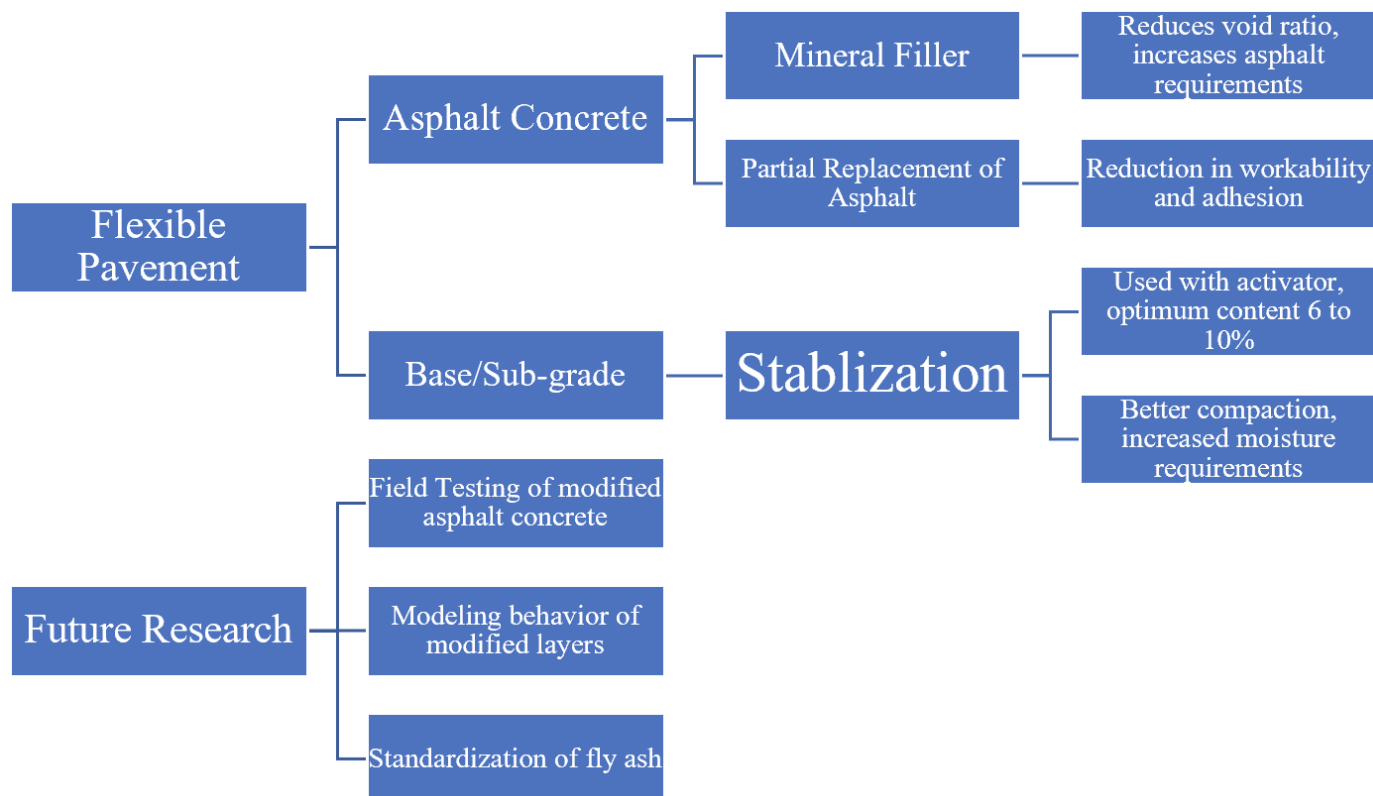 Flexible
Pavement
Asphalt Concrete
Mineral Filler
Reduces void ratio,
increases asphalt
requirements
Partial Replacement of
Asphalt
Reduction in workability
and adhesion
Base/Sub-grade
Stablization
Used with activator,
optimum content 6 to
10%
Better compaction,
increased moisture
requirements
Future Research
Field Testing of modified
asphalt concrete
Modeling behavior of
modified layers
Standardization of fly ash